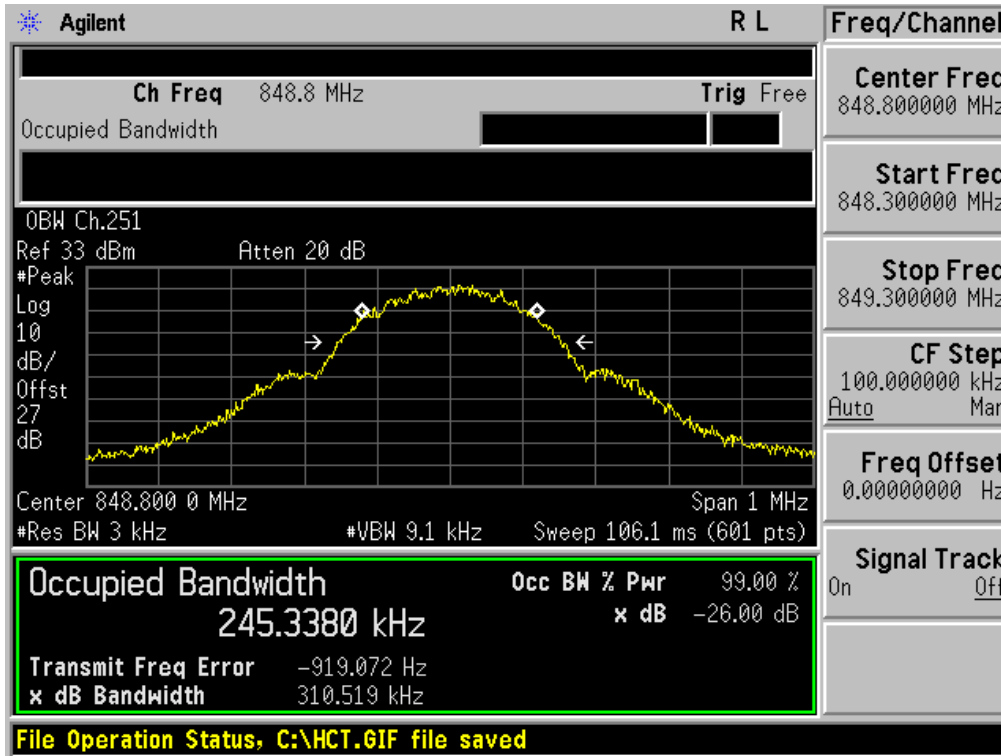 Agilent R L Freq/Channel
Ch Freq 848.8 MHz Trig Free
Occupied Bandwidth
OBW Ch.251
Ref 33 dBm Atten 20 dB
#Peak
Log
10
dB/
Offst
27
dB
Center 848.800 0 MHz Span 1 MHz
#Res BW 3 kHz #VBW 9.1 kHz Sweep 106.1 ms (601 pts)
Occupied Bandwidth
245.3380 kHz
Occ BW % Pwr 99.00 %
x dB -26.00 dB
Transmit Freq Error -919.072 Hz
x dB Bandwidth 310.519 kHz
File Operation Status, C:\HCT.GIF file saved
Center Freq
848.800000 MHz
Start Freq
848.300000 MHz
Stop Freq
849.300000 MHz
CF Step
100.000000 kHz
Auto Man
Freq Offset
0.00000000 Hz
Signal Track
On Off